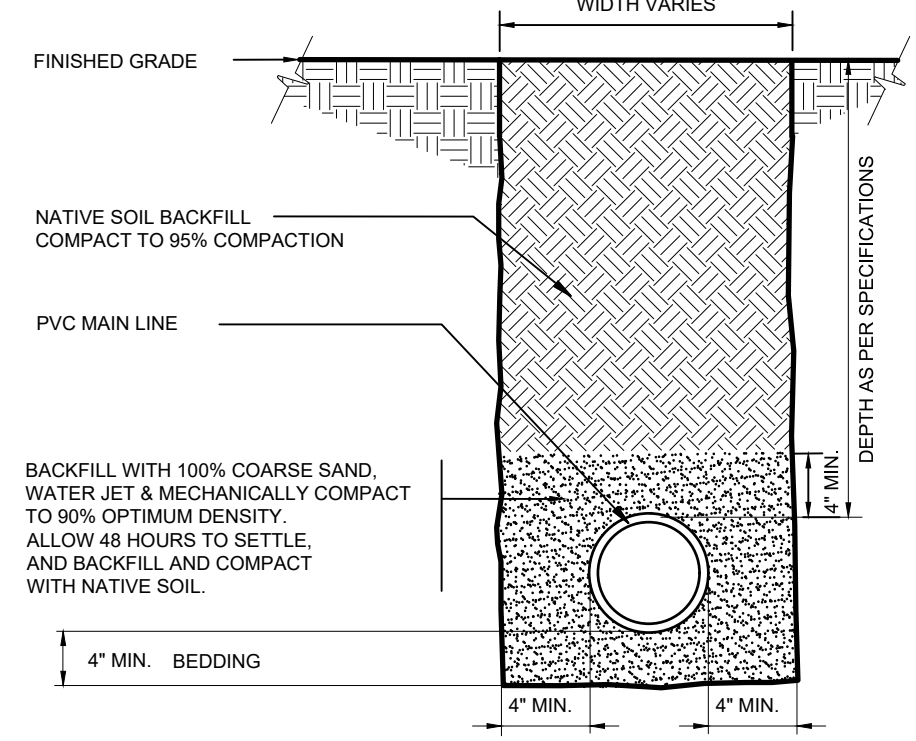 WIDTH VARIES
FINISHED GRADE
NATIVE SOIL BACKFILL
COMPACT TO 95% COMPACTION
PVC MAIN LINE
DEPTH AS PER SPECIFICATIONS
4" MIN.
BACKFILL WITH 100% COARSE SAND,
WATER JET & MECHANICALLY COMPACT
TO 90% OPTIMUM DENSITY.
ALLOW 48 HOURS TO SETTLE,
AND BACKFILL AND COMPACT
WITH NATIVE SOIL.
4" MIN. BEDDING
4" MIN.
4" MIN.